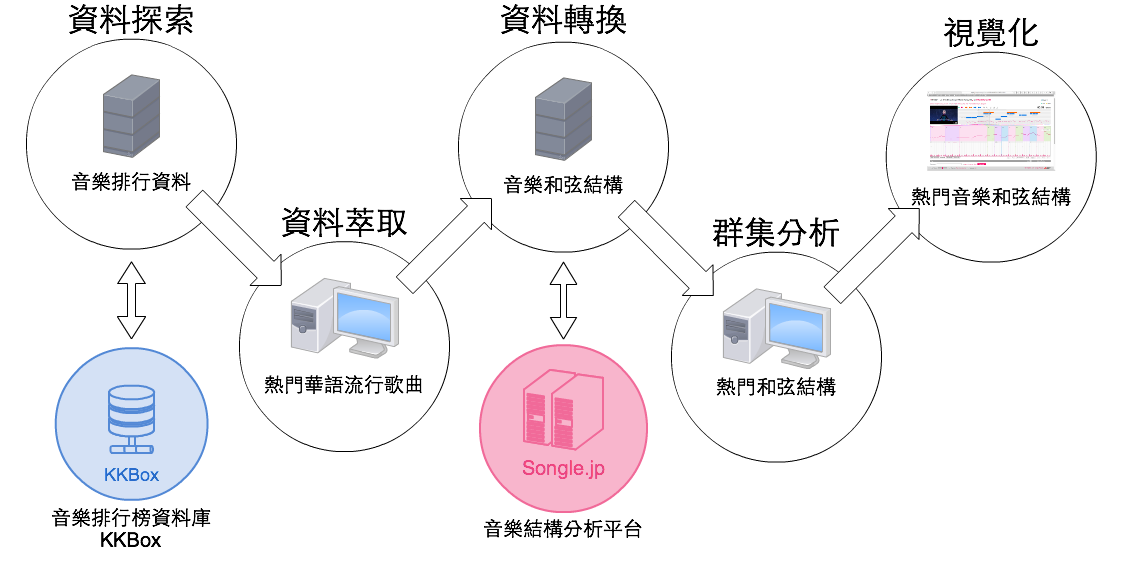 資料探索
音樂排行資料
KKBox
音樂排行榜資料庫
KKBox
資料萃取
熱門華語流行歌曲
資料轉換
音樂和弦結構
Songle.jp
音樂結構分析平台
群集分析
熱門和弦結構
視覺化
熱門音樂和弦結構